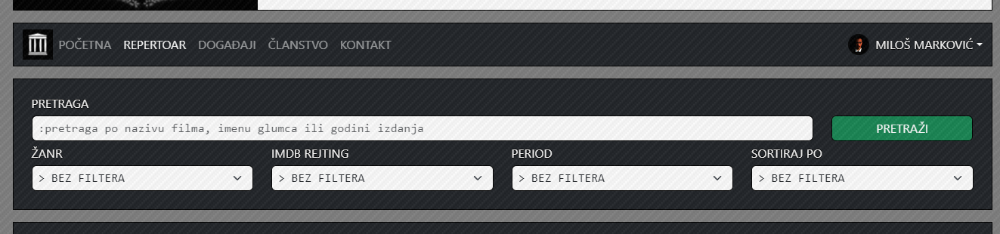 POČETNA REPERTOAR DOGAĐAJI ČLANSTVO KONTAKT MILOŠ MARKOVIĆ
PRETRAGA
:pretraga po nazivu filma, imenu glumca ili godini izdanja PRETRAŽI
ŽANR IMDB REJTING PERIOD SORTIRAJ PO
> BEZ FILTERA > BEZ FILTERA > BEZ FILTERA > BEZ FILTERA